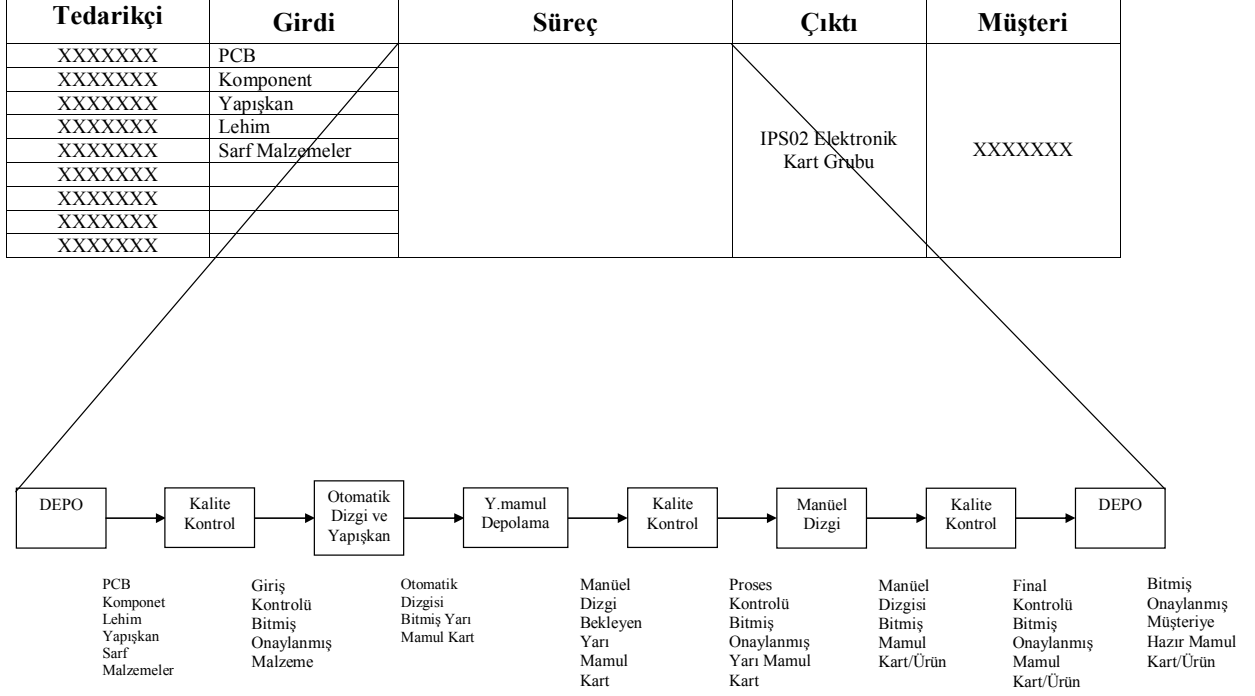 Tedarikçi Girdi Süreç Çıktı Müşteri
XXXXXXX PCB
XXXXXXX Komponent
XXXXXXX Yapışkan
XXXXXXX Lehim
XXXXXXX Sarf Malzemeler
XXXXXXX
XXXXXXX
XXXXXXX
XXXXXXX
IPS02 Elektronik
Kart Grubu
XXXXXXX
DEPO
Kalite
Kontrol
Otomatik
Dizgi ve
Yapışkan
Y.mamul
Depolama
Kalite
Kontrol
Manüel
Dizgi
Kalite
Kontrol
DEPO
PCB
Komponet
Lehim
Yapışkan
Sarf
Malzemeler
Giriş
Kontrolü
Bitmiş
Onaylanmış
Malzeme
Otomatik
Dizgisi
Bitmiş Yarı
Mamul Kart
Manüel
Dizgi
Bekleyen
Yarı
Mamul
Kart
Proses
Kontrolü
Bitmiş
Onaylanmış
Yarı Mamul
Kart
Manüel
Dizgisi
Bitmiş
Mamul
Kart/Ürün
Final
Kontrolü
Bitmiş
Onaylanmış
Mamul
Kart/Ürün
Bitmiş
Onaylanmış
Müşteriye
Hazır Mamul
Kart/Ürün